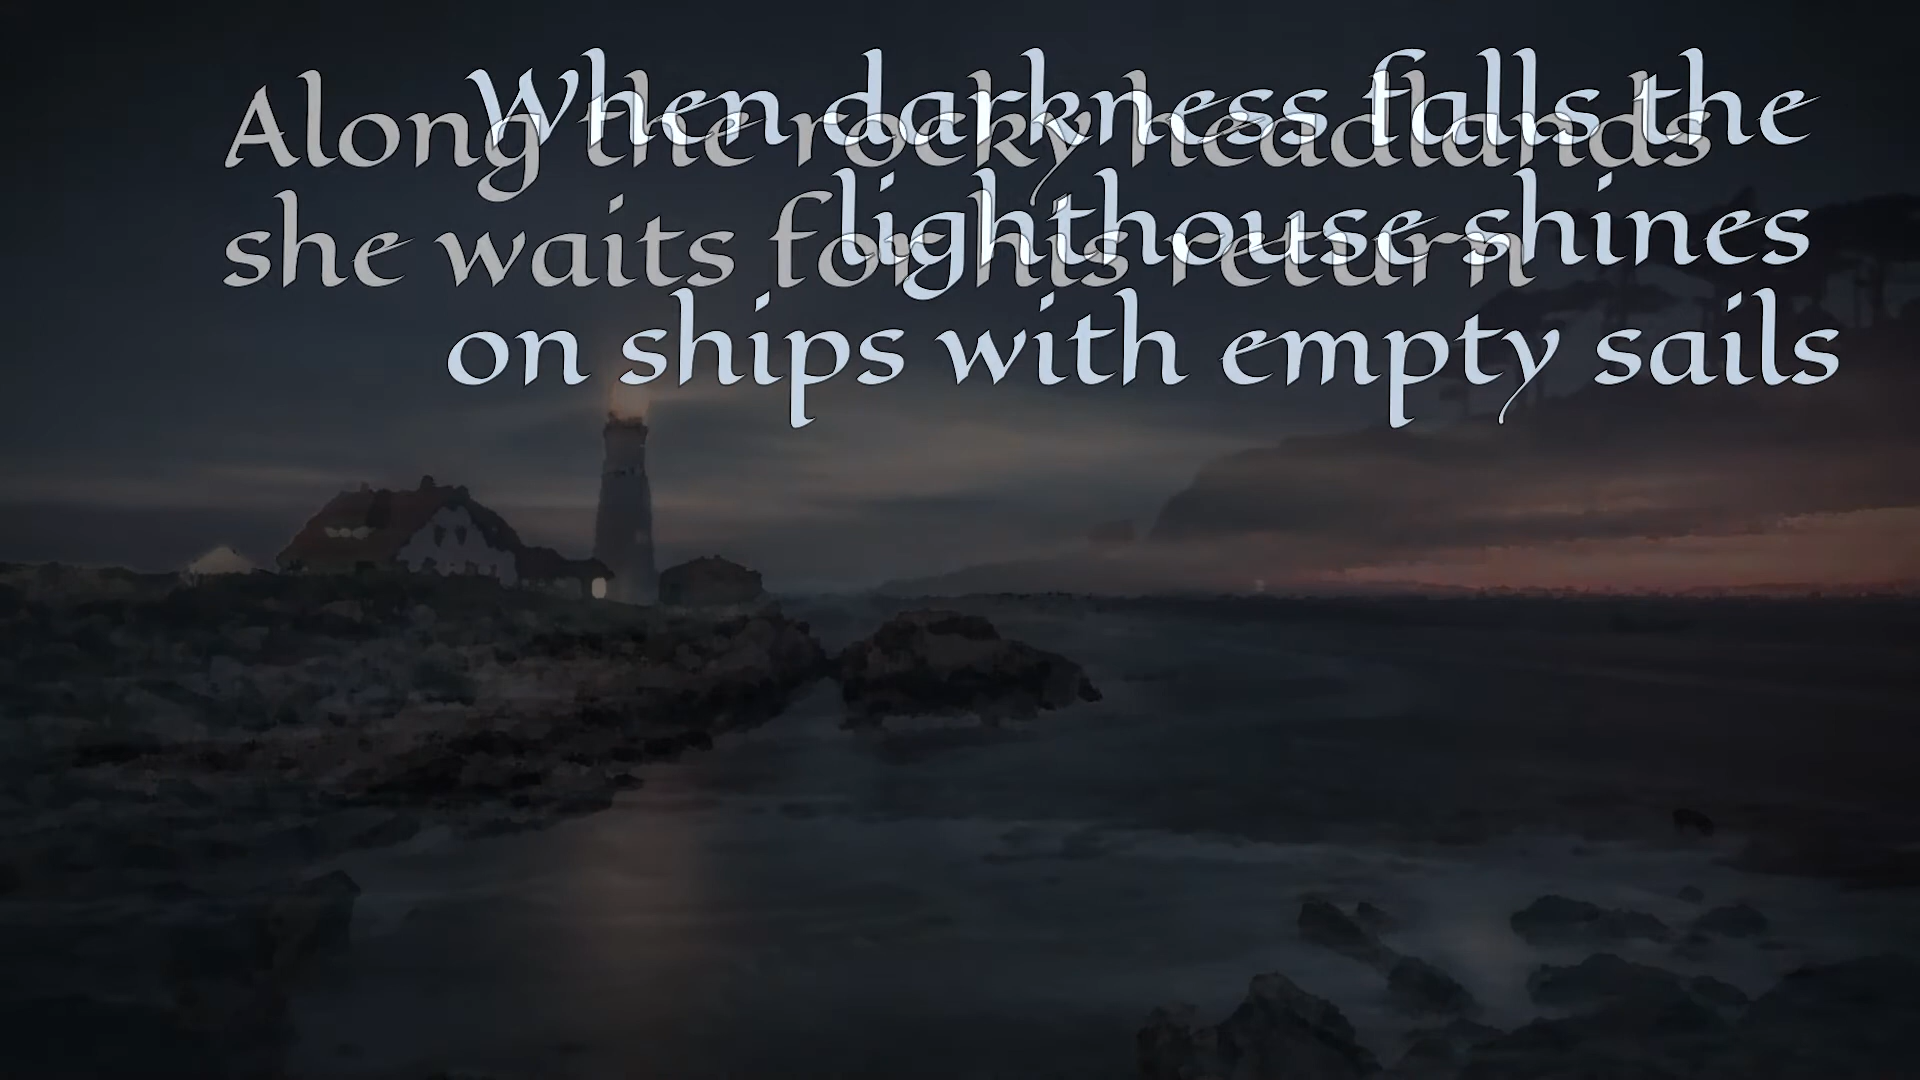 When darkness falls the
lighthouse shines
on ships with empty sails
Along the rocky headlands
she waits for his return